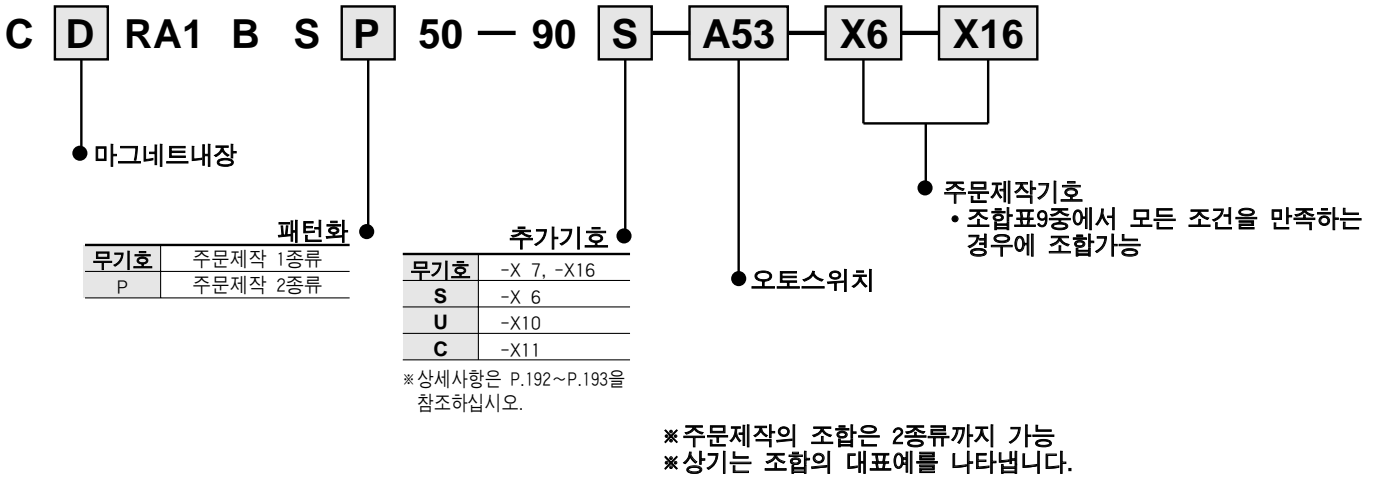 C D RA1 B S P 50 — 90 S — A53 — X6 — X16
마그네트내장
주문제작기호
• 조합표9중에서 모든 조건을 만족하는
경우에 조합가능
패턴화
무기호 주문제작 1종류
P 주문제작 2종류
추가기호
무기호 -X 7, -X16
S -X 6
U -X10
C -X11
※상세사항은 P.192~P.193을
참조하십시오.
오토스위치
※주문제작의 조합은 2종류까지 가능
※상기는 조합의 대표예를 나타냅니다.